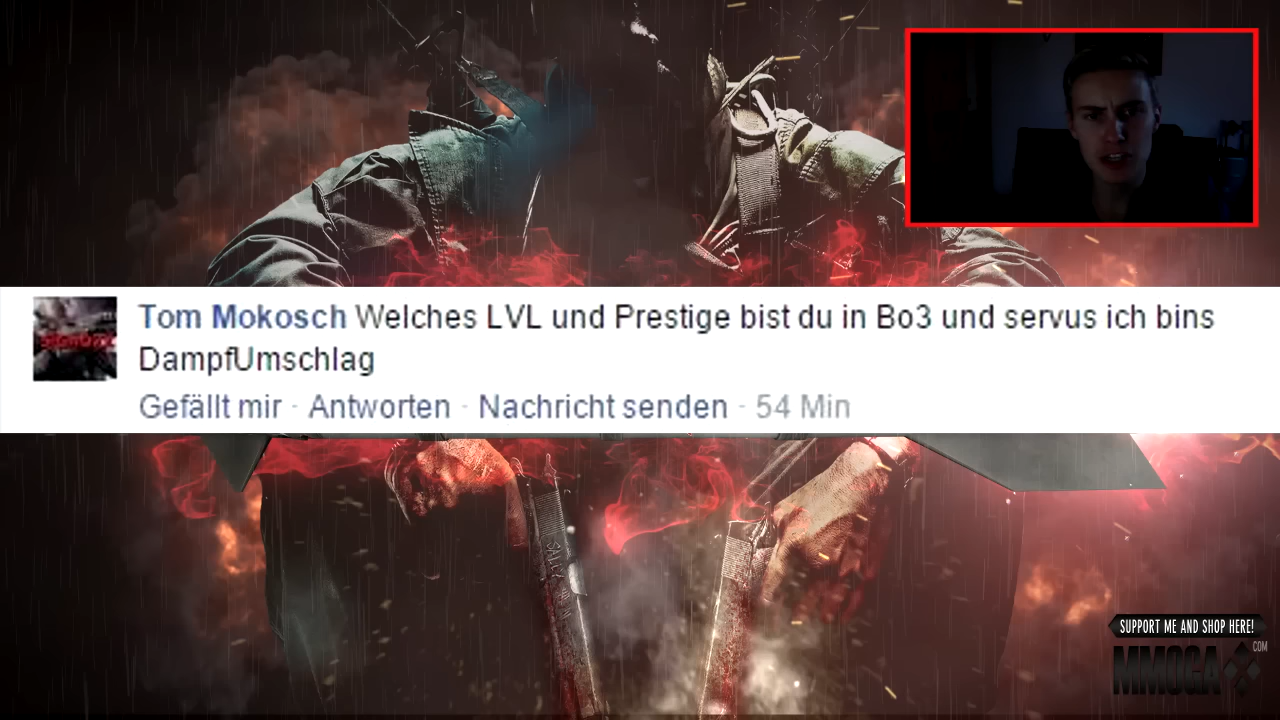 Tom Mokosch Welches LVL und Prestige bist du in Bo3 und servus ich bins
DampfUmschlag
Gefällt mir · Antworten · Nachricht senden · 54 Min
SUPPORT ME AND SHOP HERE!
MMOGA.COM